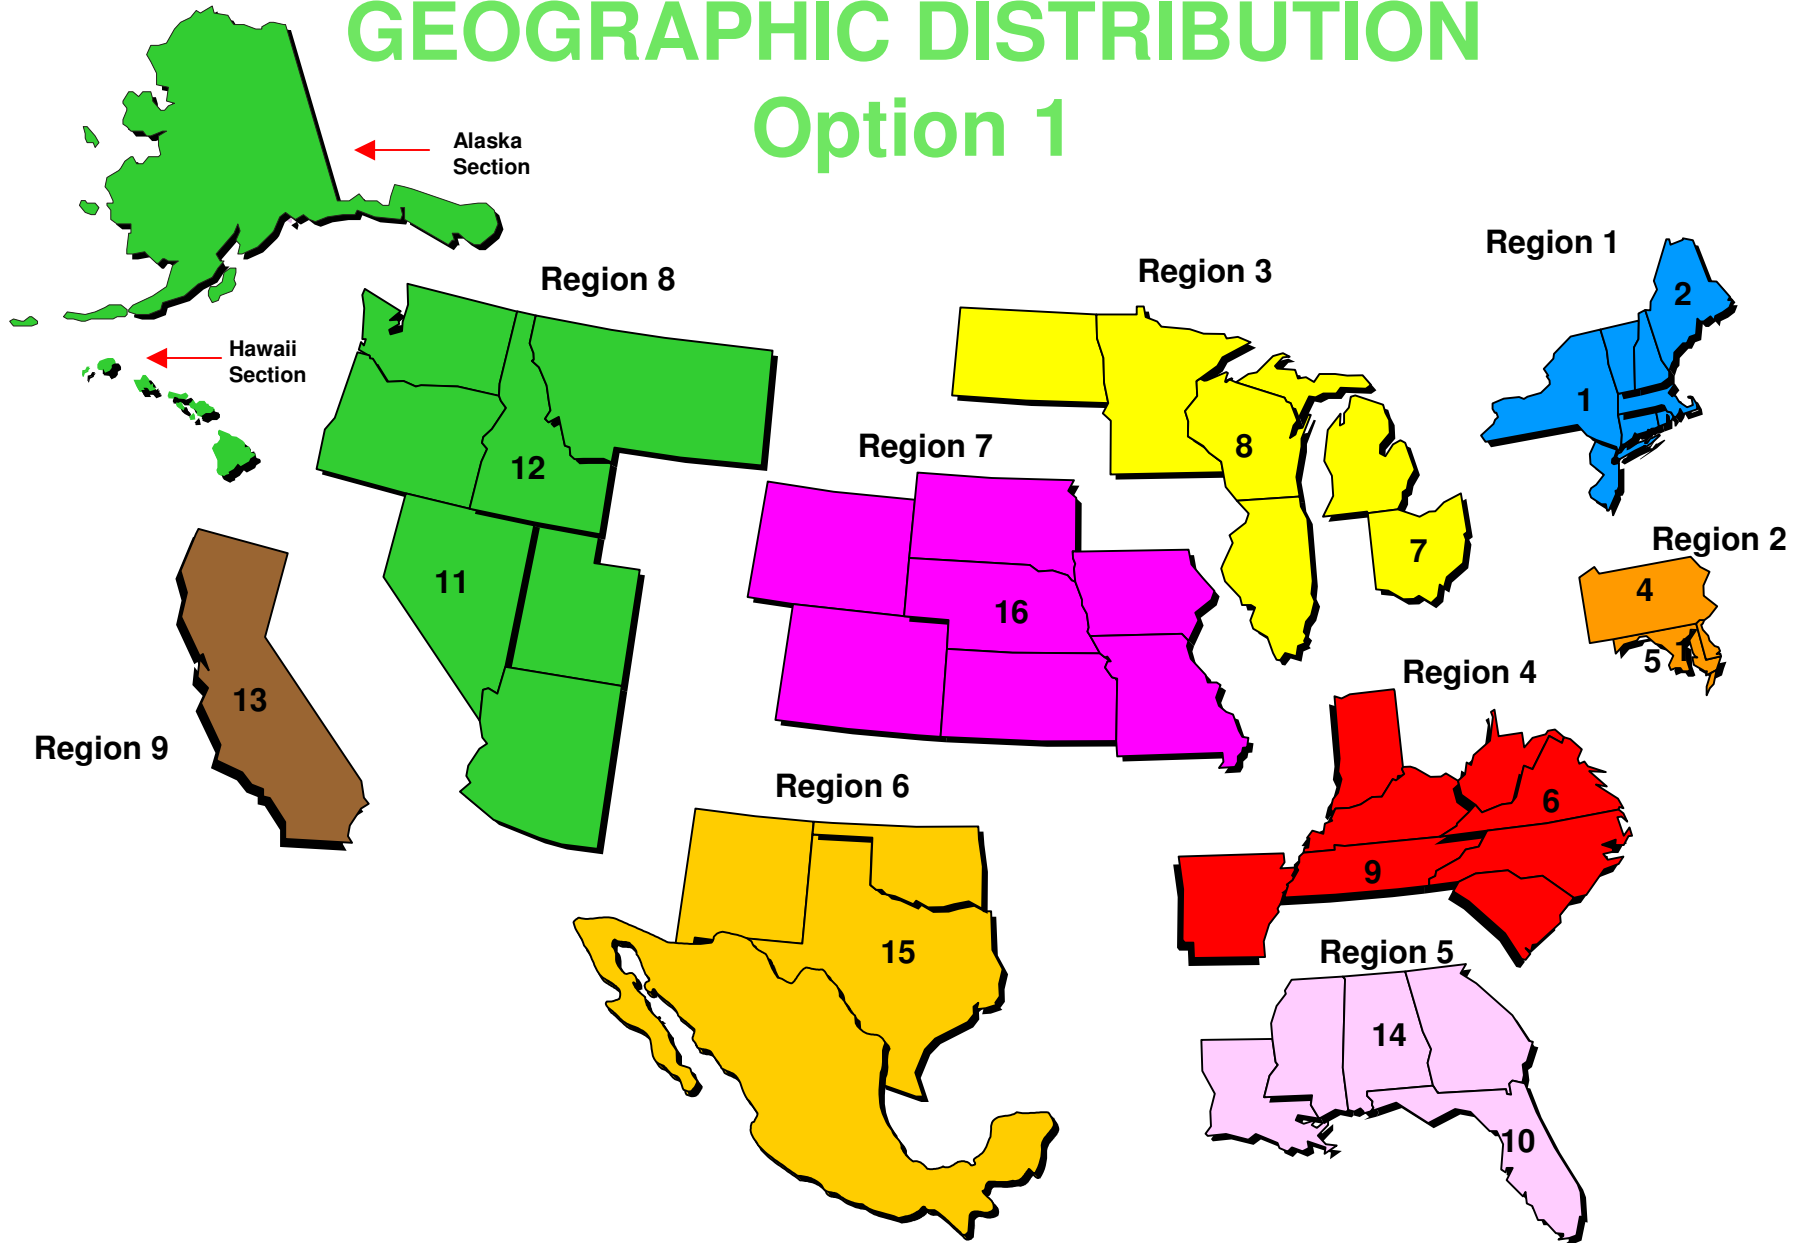 GEOGRAPHIC DISTRIBUTION
Option 1
Alaska
Section
Region 1
Region 3
Region 8
2
Hawaii
Section
1
Region 7
8
12
7
Region 2
11
4
16
5
1
Region 4
13
Region 9
Region 6
6
9
15
Region 5
14
10